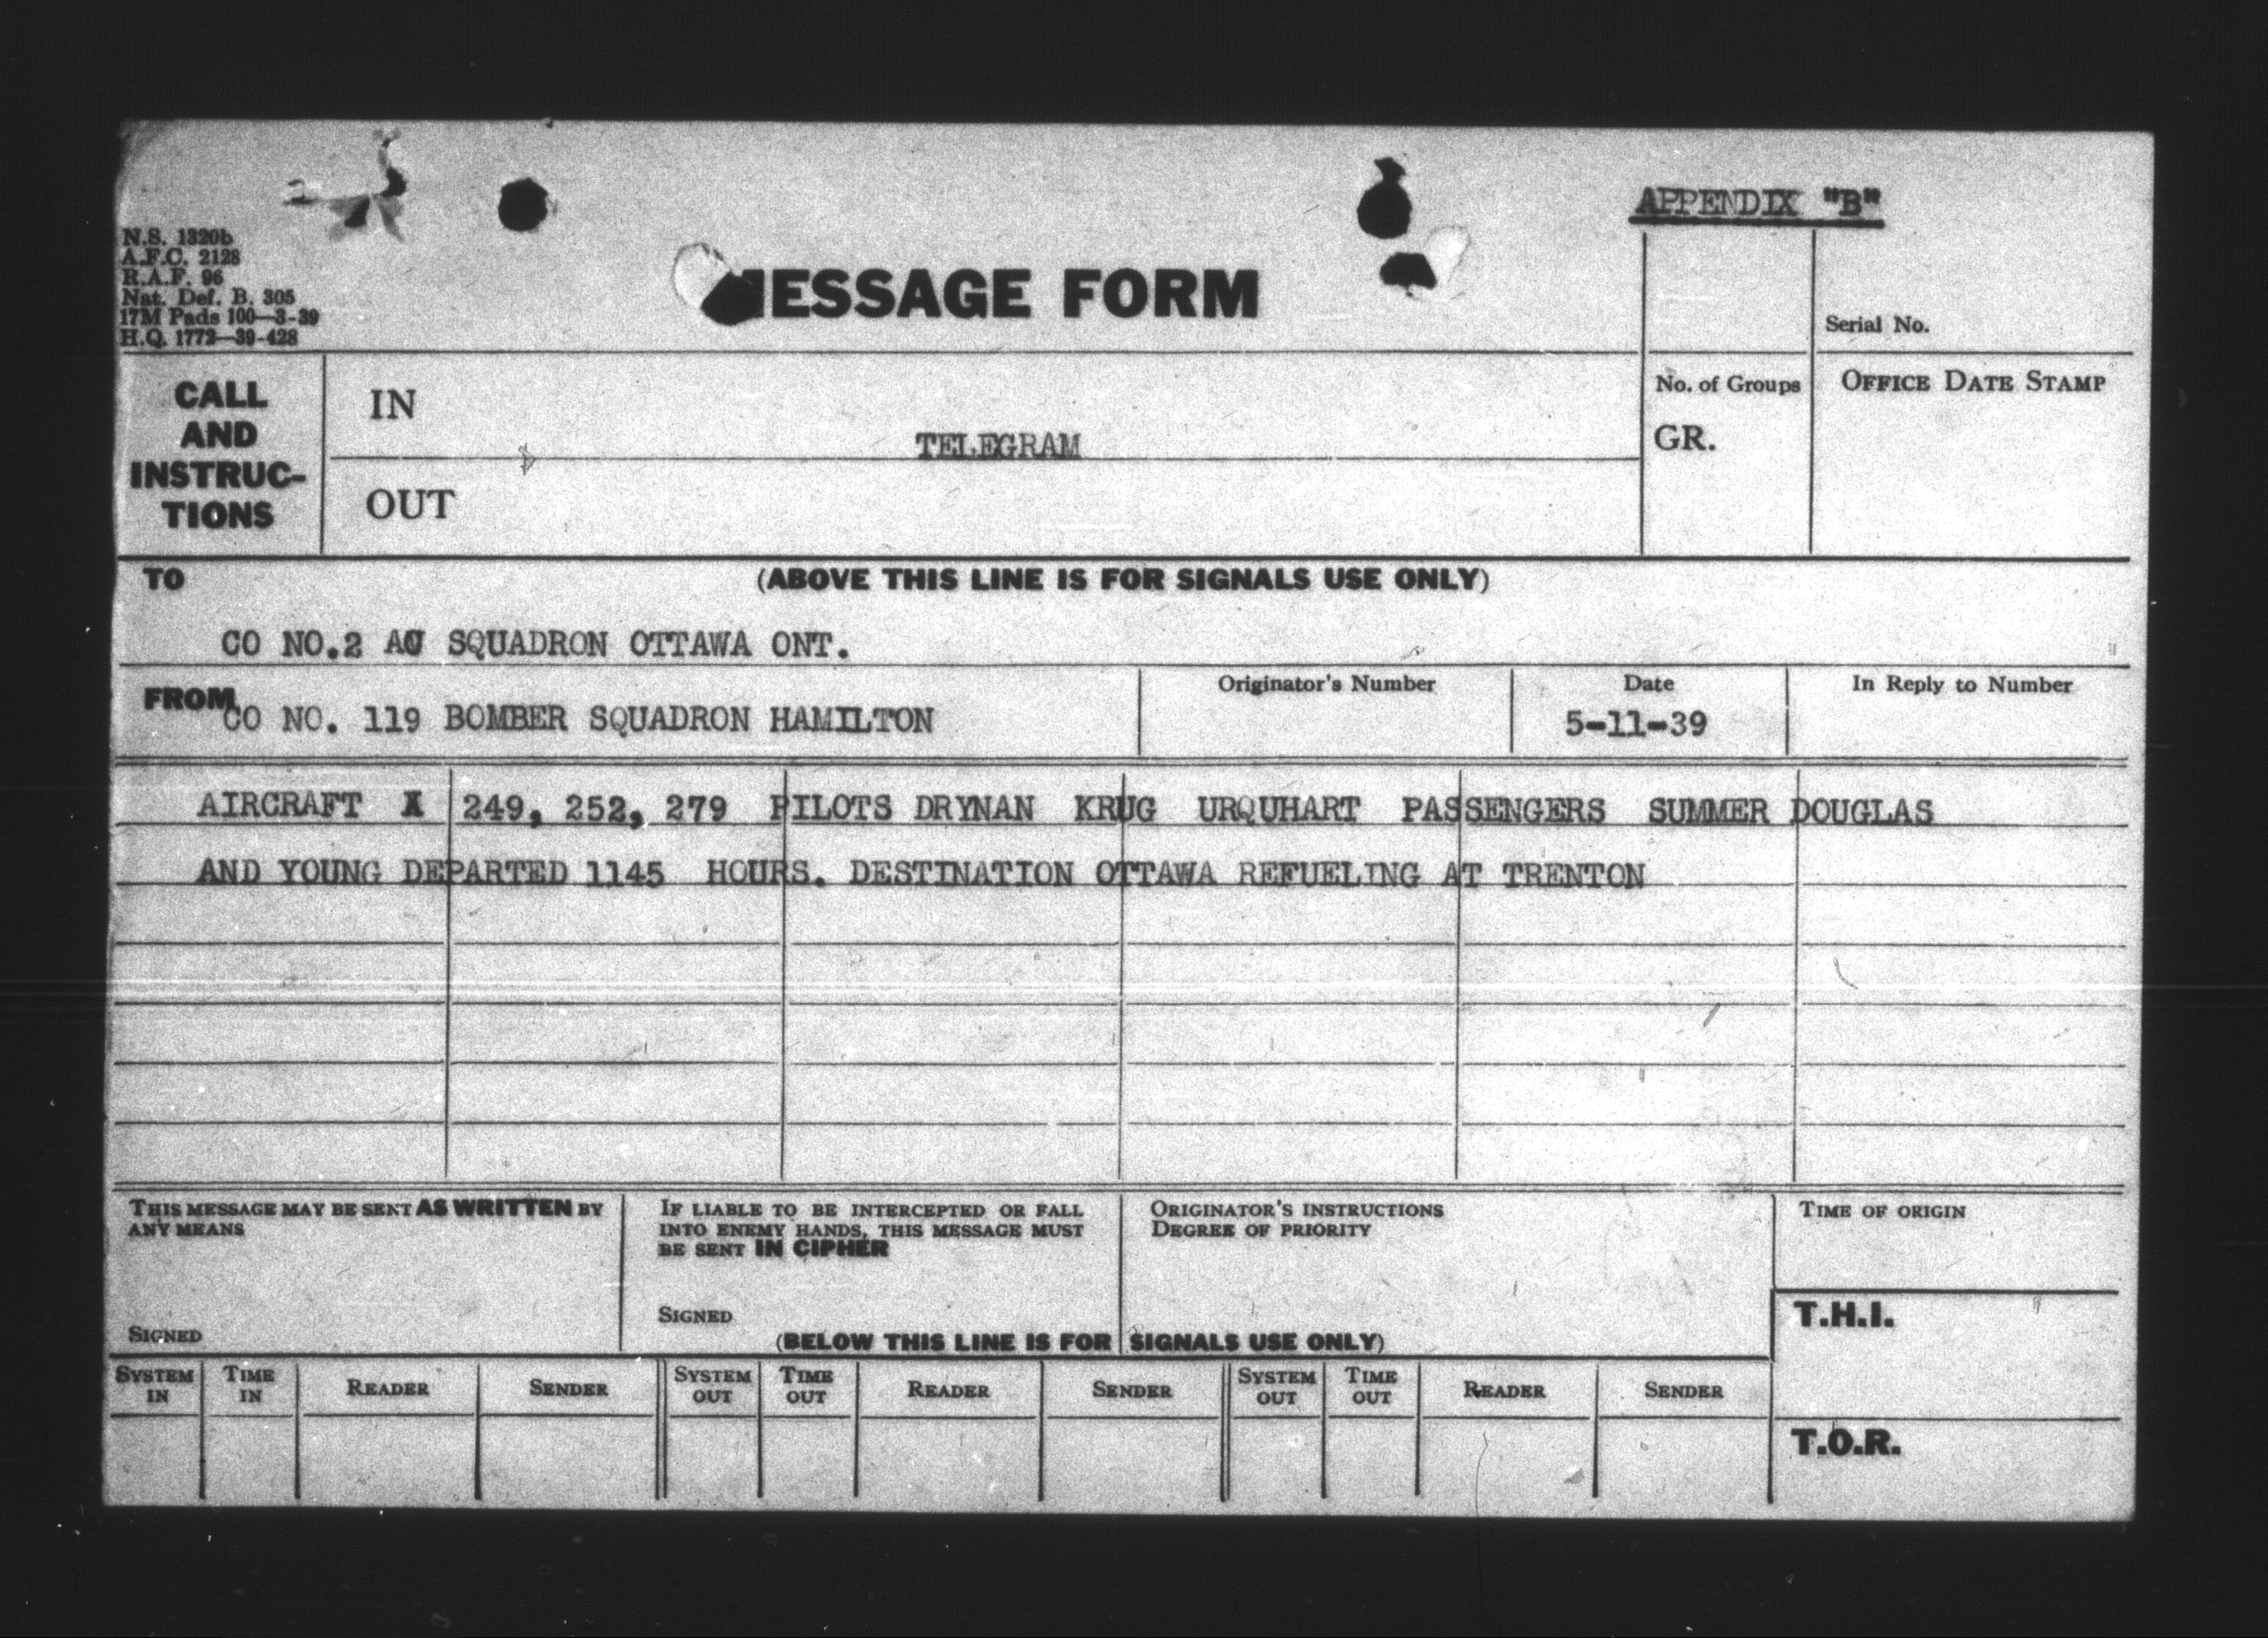 APPENDIX "B"
N.S. 1320b
A.F.C. 2128
R.A.F. 96
Nat. Def. B. 305
17M Pads 100—3-39
H.Q. 1772—39-428
MESSAGE FORM
Serial No.
CALL
AND
INSTRUC-
TIONS
IN
TELEGRAM
OUT
No. of Groups
GR.
OFFICE DATE STAMP
TO
(ABOVE THIS LINE IS FOR SIGNALS USE ONLY)
CO NO.2 AC SQUADRON OTTAWA ONT.
FROM
CO NO. 119 BOMBER SQUADRON HAMILTON
Originator's Number
Date
5-11-39
In Reply to Number
AIRCRAFT 249, 252, 279 PILOTS DRYNAN KRUG URQUHART PASSENGERS SUMMER DOUGLAS
AND YOUNG DEPARTED 1145 HOURS. DESTINATION OTTAWA REFUELING AT TRENTON
THIS MESSAGE MAY BE SENT AS WRITTEN BY
ANY MEANS
SIGNED
IF LIABLE TO BE INTERCEPTED OR FALL
INTO ENEMY HANDS, THIS MESSAGE MUST
BE SENT IN CIPHER
SIGNED
ORIGINATOR'S INSTRUCTIONS
DEGREE OF PRIORITY
TIME OF ORIGIN
T.H.I.
(BELOW THIS LINE IS FOR SIGNALS USE ONLY)
SYSTEM IN TIME IN READER SENDER SYSTEM OUT TIME OUT READER SENDER SYSTEM OUT TIME OUT READER SENDER
T.O.R.